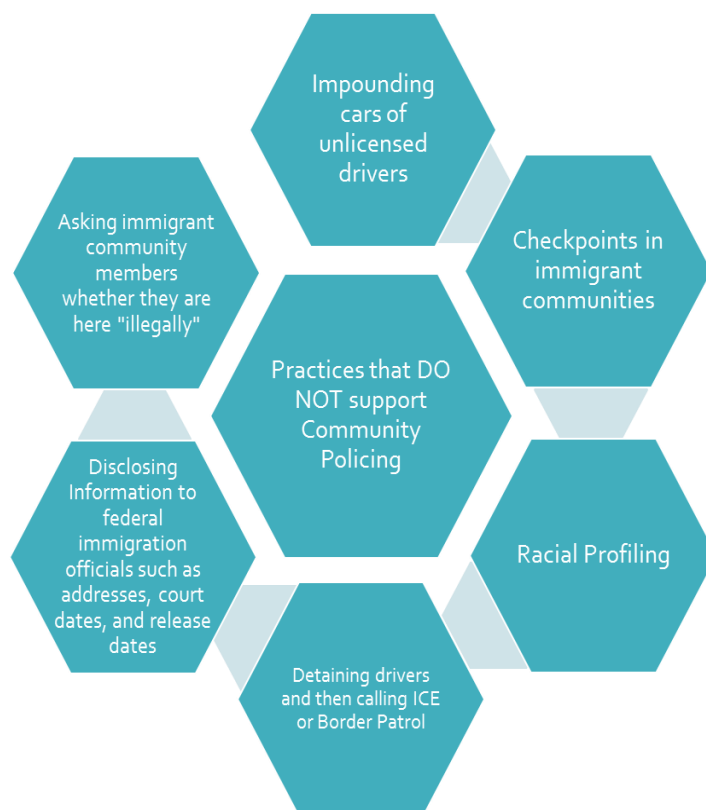 Impounding
cars of
unlicensed
drivers
Checkpoints in
immigrant
communities
Racial Profiling
Detaining drivers
and then calling ICE
or Border Patrol
Disclosing
Information to
federal
immigration
officials such as
addresses, court
dates, and release
dates
Asking immigrant
community
members
whether they are
here "illegally"
Practices that DO
NOT support
Community
Policing